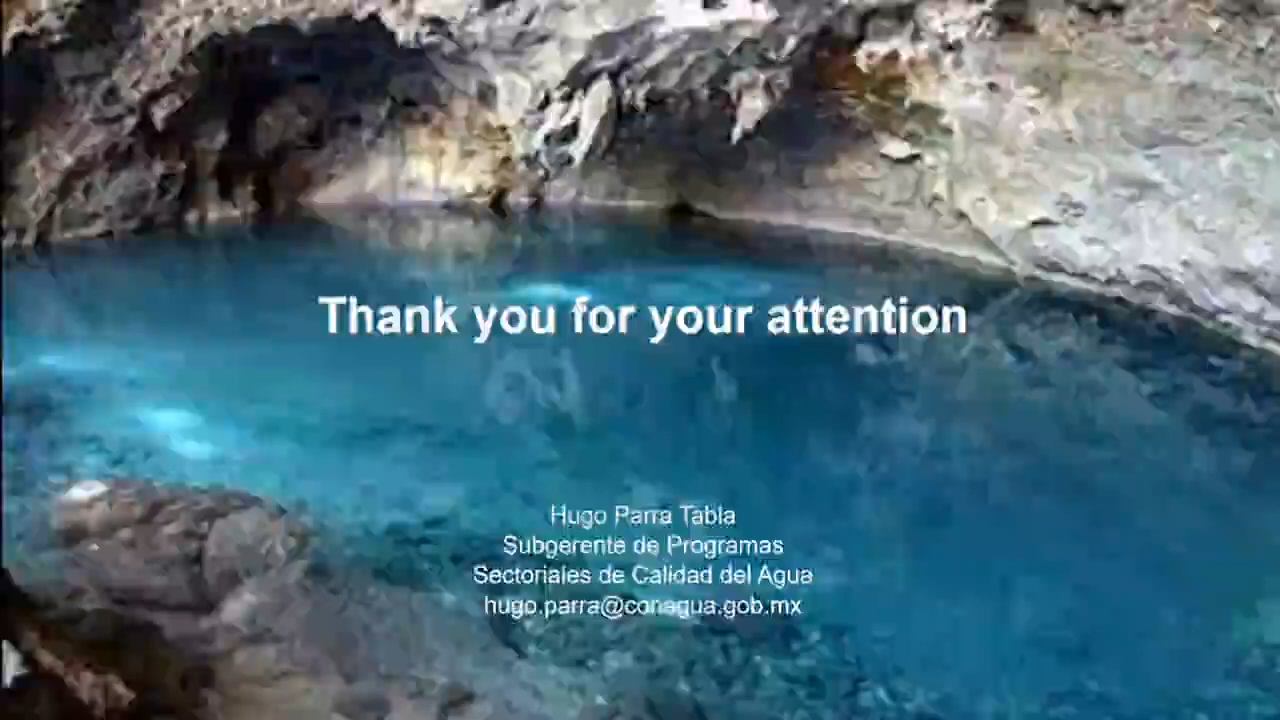 Thank you for your attention
Hugo Parra Tabla
Subgerente de Programas
Sectoriales de Calidad del Agua
hugo.parra@conagua.gob.mx